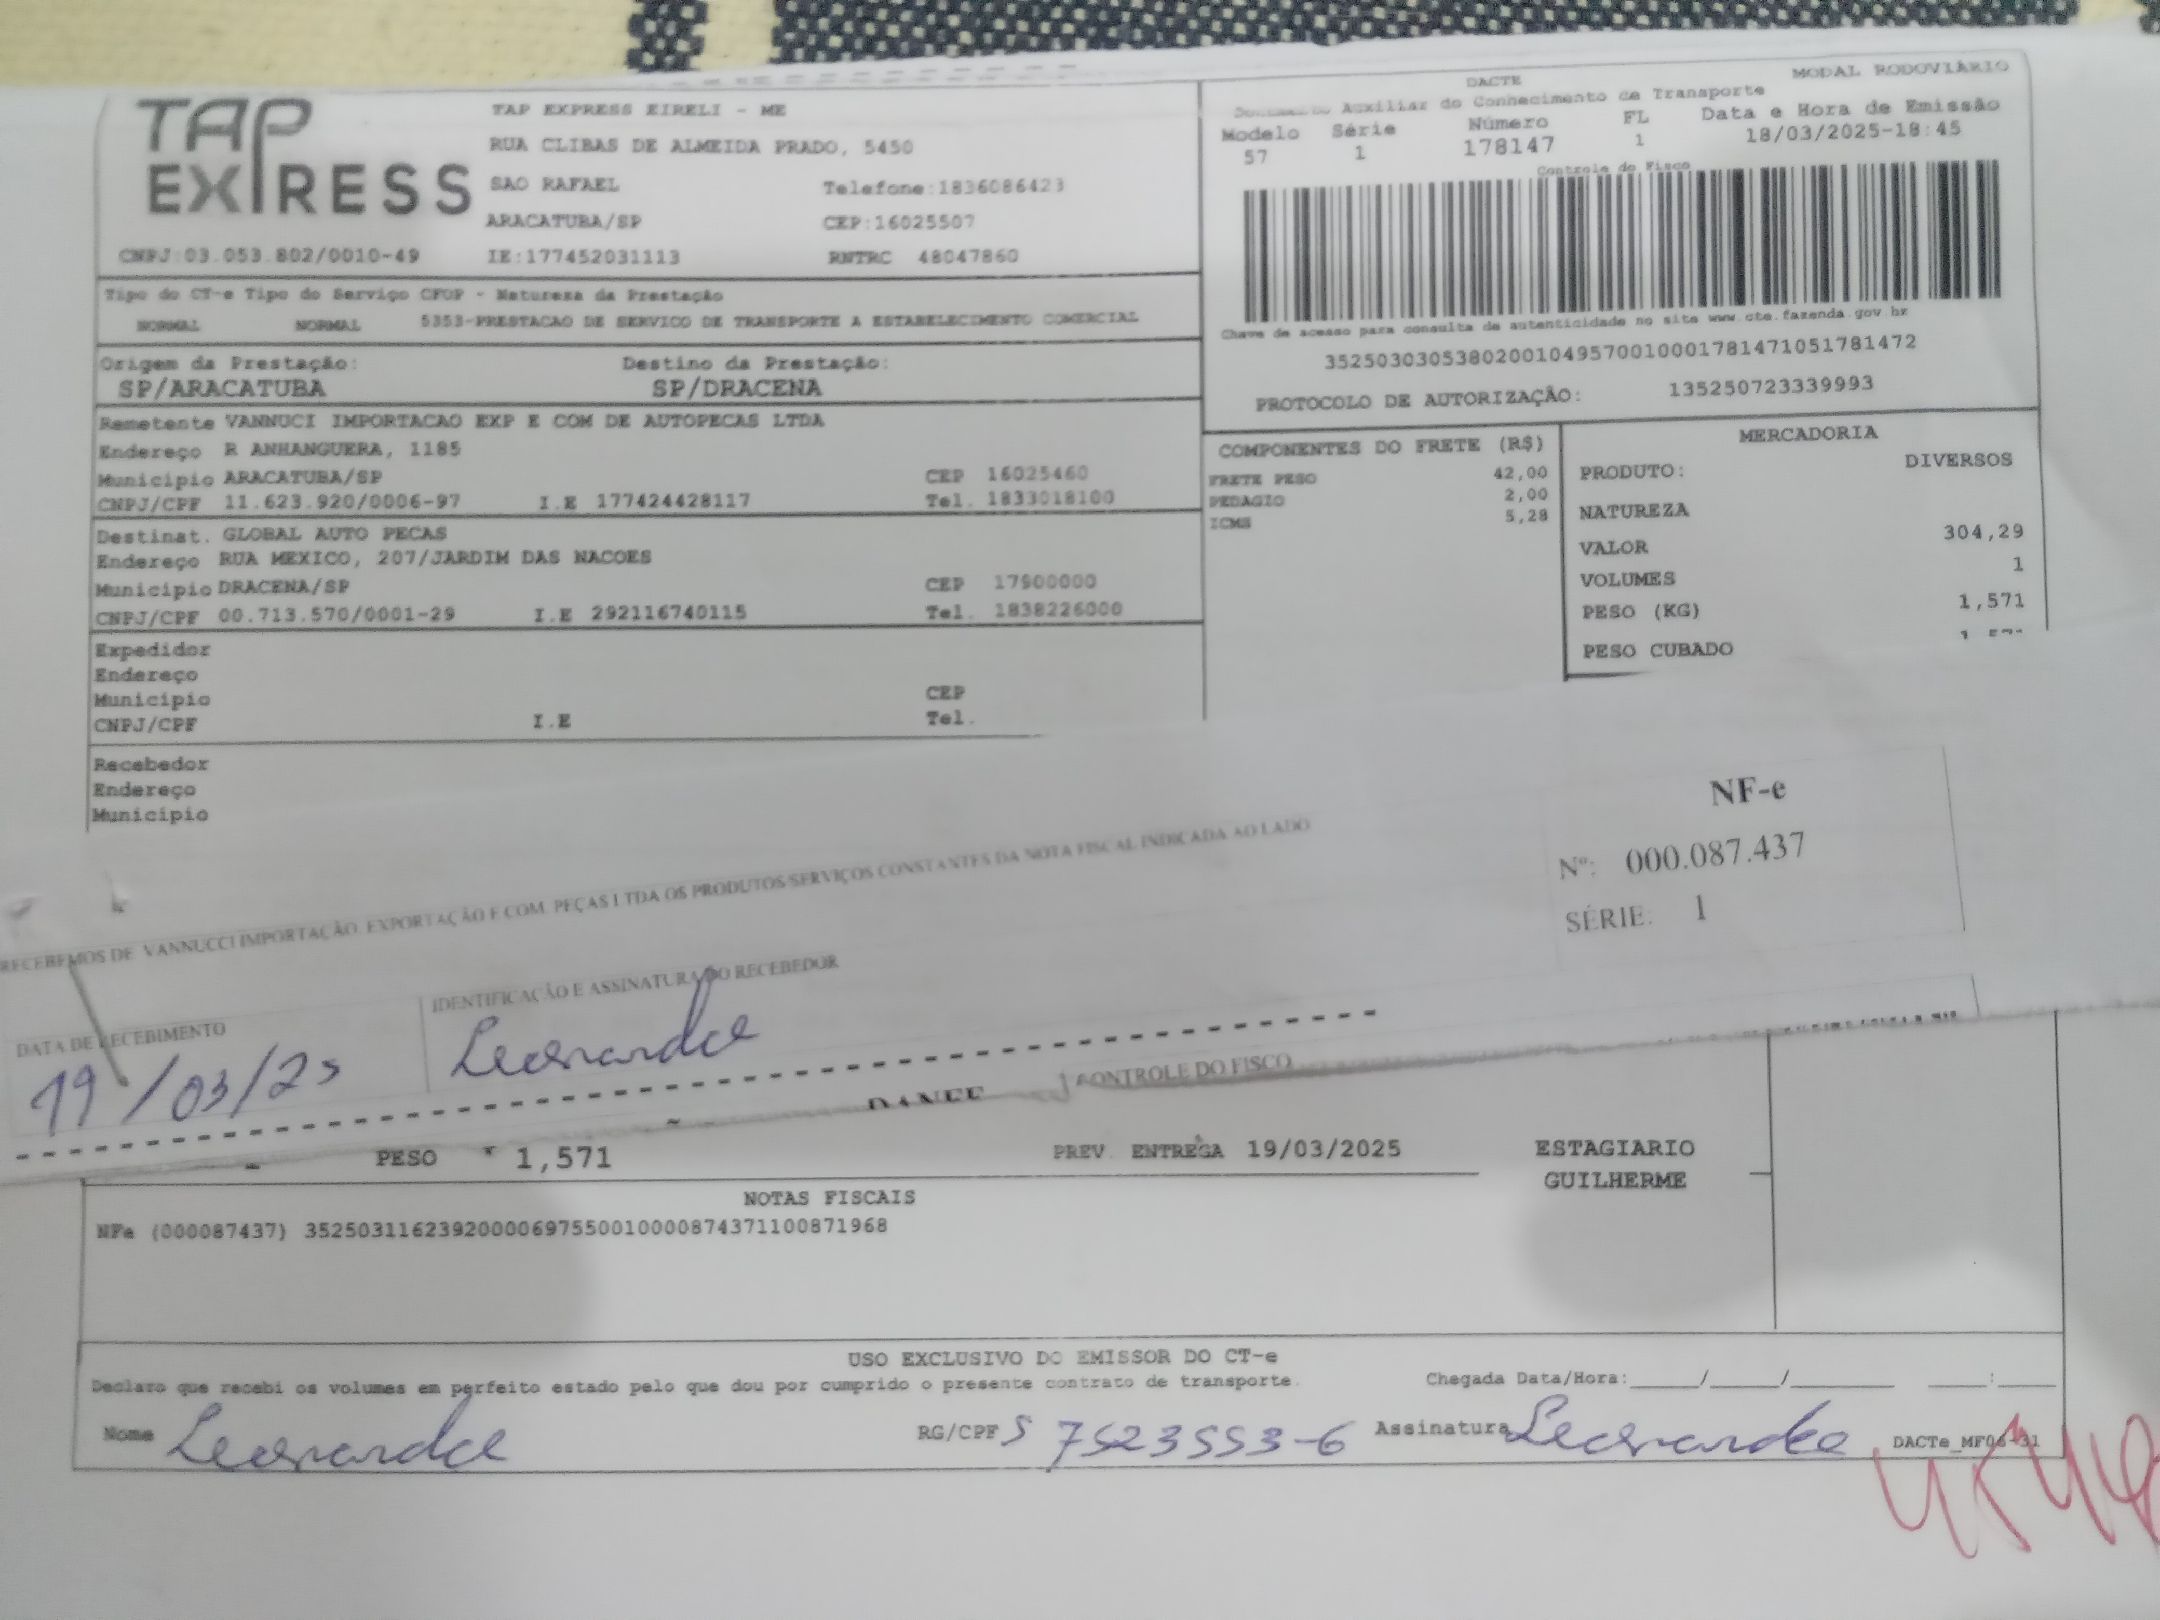 TAP EXPRESS
TAP EXPRESS EIRELI - ME
RUA CLIBAS DE ALMEIDA PRADO, 5450
SAO RAFAEL Telefone:1836086423
ARACATUBA/SP CEP:16025507
CNPJ:03.053.802/0010-49 IE:177452031113 RNTRC 48047860
DACTE MODAL RODOVIÁRIO
Auxiliar do Conhecimento de Transporte
Modelo Série Número FL Data e Hora de Emissão
57 1 178147 1 18/03/2025-18:45
Controle do Fisco
Chave de acesso para consulta de autenticidade no site www.cte.fazenda.gov.br
35250303053802001049570010001781471051781472
PROTOCOLO DE AUTORIZAÇÃO: 135250723339993
Tipo do CT-e Tipo do Serviço CFOP - Natureza da Prestação
NORMAL NORMAL 5353-PRESTACAO DE SERVICO DE TRANSPORTE A ESTABELECIMENTO COMERCIAL
Origem da Prestação: Destino da Prestação:
SP/ARACATUBA SP/DRACENA
Remetente VANNUCI IMPORTACAO EXP E COM DE AUTOPECAS LTDA
Endereço R ANHANGUERA, 1185
Municipio ARACATUBA/SP CEP 16025460
CNPJ/CPF 11.623.920/0006-97 I.E 177424428117 Tel. 1833018100
Destinat. GLOBAL AUTO PECAS
Endereço RUA MEXICO, 207/JARDIM DAS NACOES
Municipio DRACENA/SP CEP 17900000
CNPJ/CPF 00.713.570/0001-29 I.E 292116740115 Tel. 1838226000
Expedidor
Endereço
Municipio CEP
CNPJ/CPF I.E Tel.
Recebedor
Endereço
Municipio
COMPONENTES DO FRETE (R$)
FRETE PESO 42,00
PEDAGIO 2,00
ICMS 5,28
MERCADORIA
PRODUTO: DIVERSOS
NATUREZA
VALOR 304,29
VOLUMES 1
PESO (KG) 1,571
PESO CUBADO
RECEBEMOS DE VANNUCCI IMPORTAÇÃO, EXPORTAÇÃO E COM. PEÇAS LTDA OS PRODUTOS/SERVIÇOS CONSTANTES DA NOTA FISCAL INDICADA AO LADO
NF-e
Nº: 000.087.437
SÉRIE: 1
DATA DE RECEBIMENTO IDENTIFICAÇÃO E ASSINATURA DO RECEBEDOR
19/03/25 Leonardo
DANFE CONTROLE DO FISCO
PESO 1,571 PREV. ENTREGA 19/03/2025 ESTAGIARIO
GUILHERME
NOTAS FISCAIS
NFe (000087437) 35250311623920000697550010000874371100871968
USO EXCLUSIVO DO EMISSOR DO CT-e
Declaro que recebi os volumes em perfeito estado pelo que dou por cumprido o presente contrato de transporte. Chegada Data/Hora:____/____/______ ____:____
Nome Leonardo RG/CPF 57523553-6 Assinatura Leonardo DACTe_MF06-31